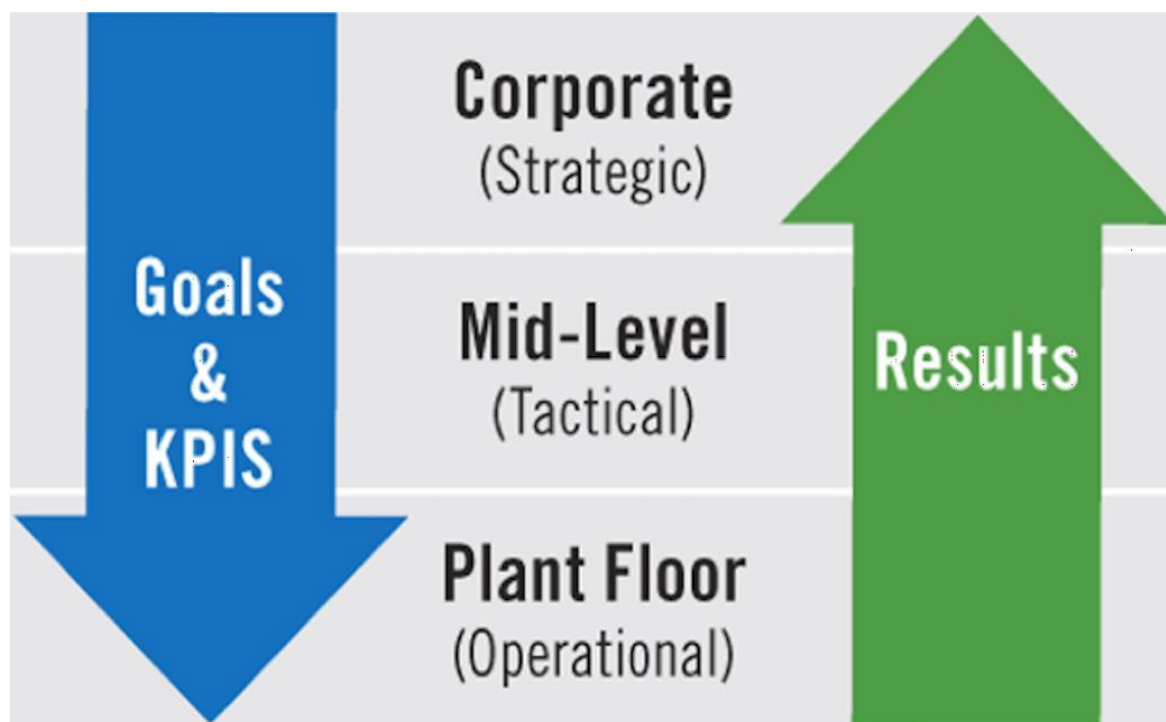 Corporate
(Strategic)
Goals
&
KPIS
Mid-Level
(Tactical)
Results
Plant Floor
(Operational)